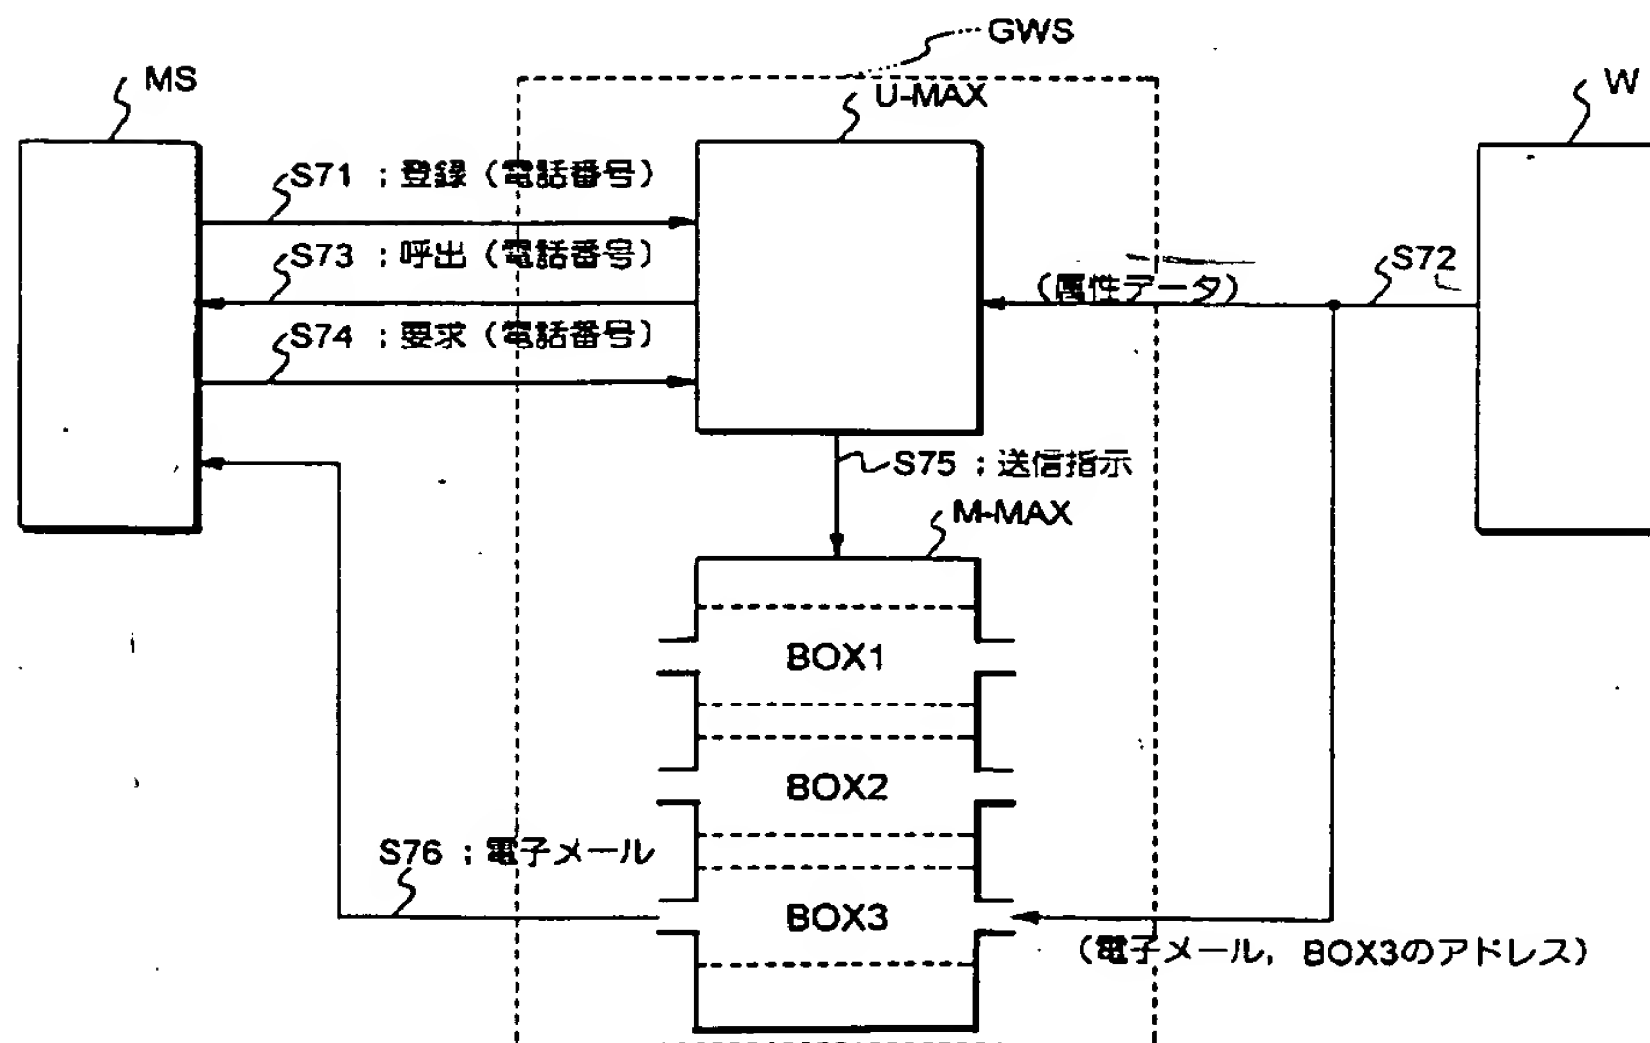 GWS
MS
U-MAX
W
S71 ; 登録 (電話番号)
S73 ; 呼出 (電話番号)
S72
(属性データ)
S74 ; 要求 (電話番号)
S75 ; 送信指示
M-MAX
BOX1
BOX2
S76 ; 電子メール
BOX3
(電子メール, BOX3のアドレス)